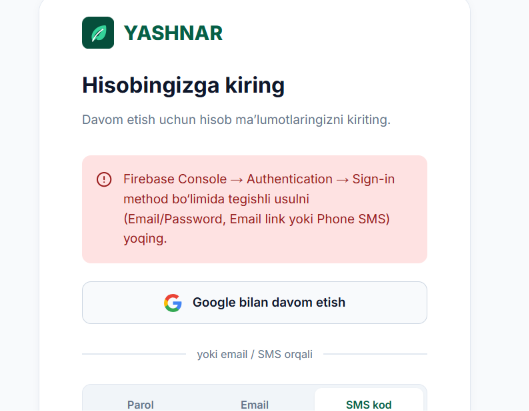 YASHNAR
Hisobingizga kiring
Davom etish uchun hisob ma’lumotlaringizni kiriting.
Firebase Console → Authentication → Sign-in
method bo‘limida tegishli usulni
(Email/Password, Email link yoki Phone SMS)
yoqing.
Google bilan davom etish
yoki email / SMS orqali
Parol Email SMS kod